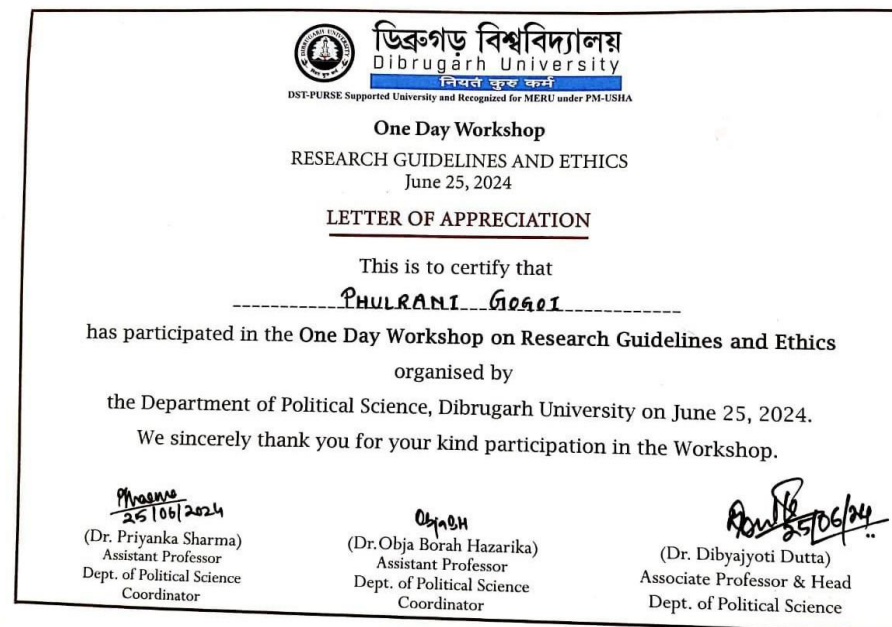 ডিব্ৰুগড় বিশ্ববিদ্যালয়
Dibrugarh University
नियतं कुरु कर्म
DST-PURSE Supported University and Recognized for MERU under PM-USHA
One Day Workshop
RESEARCH GUIDELINES AND ETHICS
June 25, 2024
LETTER OF APPRECIATION
This is to certify that
PHULRANI GOGOI
has participated in the One Day Workshop on Research Guidelines and Ethics
organised by
the Department of Political Science, Dibrugarh University on June 25, 2024.
We sincerely thank you for your kind participation in the Workshop.
25/06/2024
(Dr. Priyanka Sharma)
Assistant Professor
Dept. of Political Science
Coordinator
(Dr.Obja Borah Hazarika)
Assistant Professor
Dept. of Political Science
Coordinator
25/06/24
(Dr. Dibyajyoti Dutta)
Associate Professor & Head
Dept. of Political Science